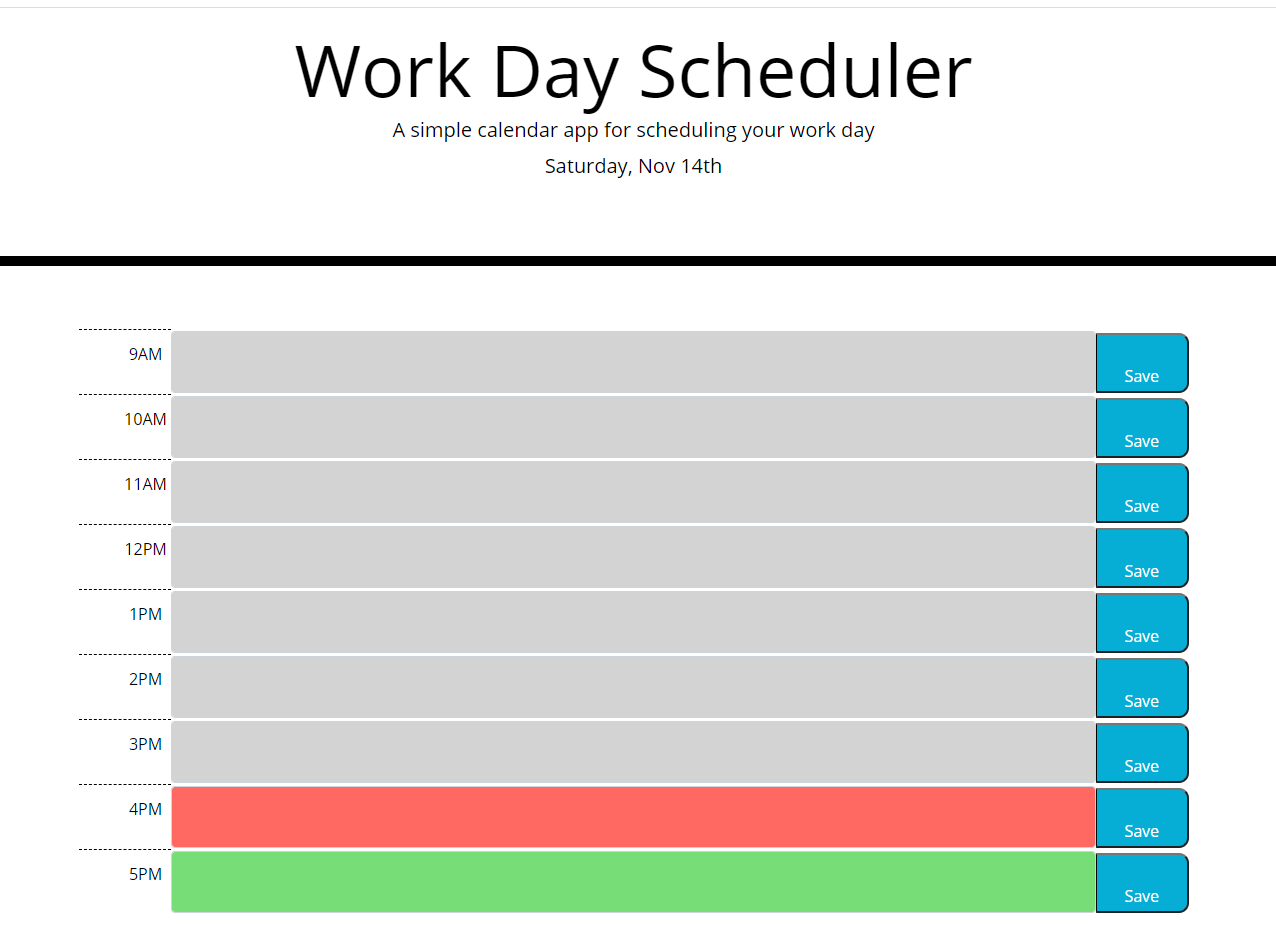 Work Day Scheduler
A simple calendar app for scheduling your work day
Saturday, Nov 14th
9AM
Save
10AM
Save
11AM
Save
12PM
Save
1PM
Save
2PM
Save
3PM
Save
4PM
Save
5PM
Save